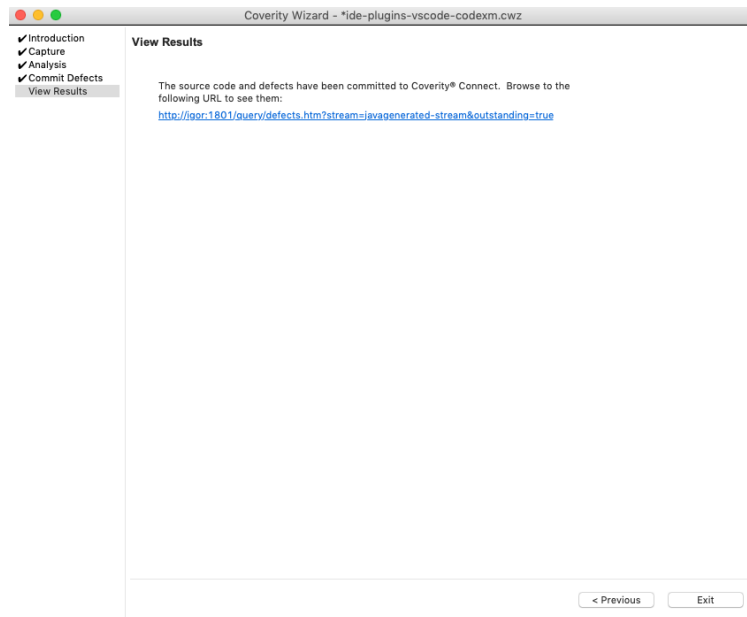 Coverity Wizard - *ide-plugins-vscode-codexm.cwz
✔Introduction
✔Capture
✔Analysis
✔Commit Defects
View Results
View Results
The source code and defects have been committed to Coverity® Connect. Browse to the
following URL to see them:
http://igor:1801/query/defects.htm?stream=javagenerated-stream&outstanding=true
< Previous
Exit